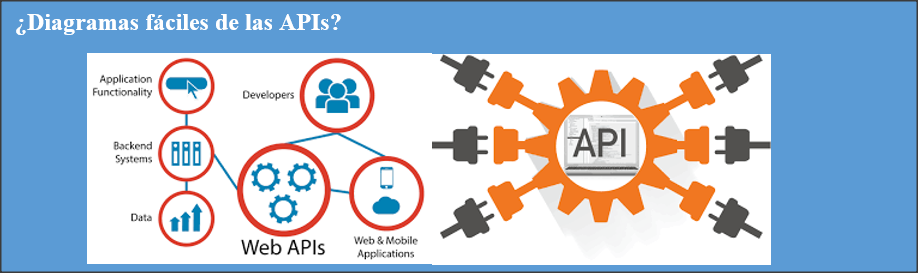 ¿Diagramas fáciles de las APIs?
Application
Functionality
Developers
Backend
Systems
Data
Web APIs
Web & Mobile
Applications
API